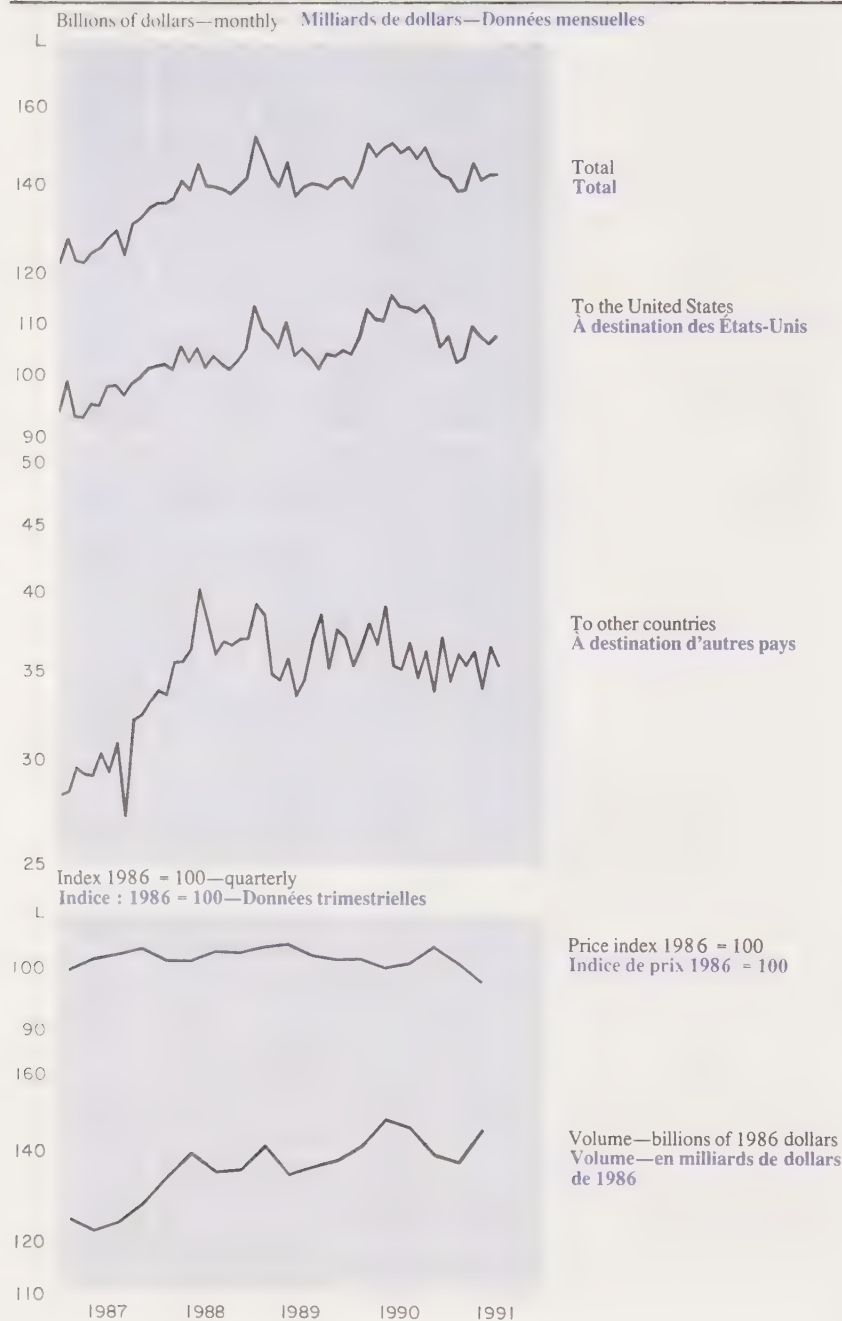 Billions of dollars—monthly Milliards de dollars—Données mensuelles
L
160
140
120
110
100
90
50
45
40
35
30
25
Total
Total
To the United States
À destination des États-Unis
To other countries
À destination d'autres pays
Index 1986 = 100—quarterly
Indice : 1986 = 100—Données trimestrielles
L
100
90
160
140
120
110
Price index 1986 = 100
Indice de prix 1986 = 100
Volume—billions of 1986 dollars
Volume—en milliards de dollars
de 1986
1987 1988 1989 1990 1991